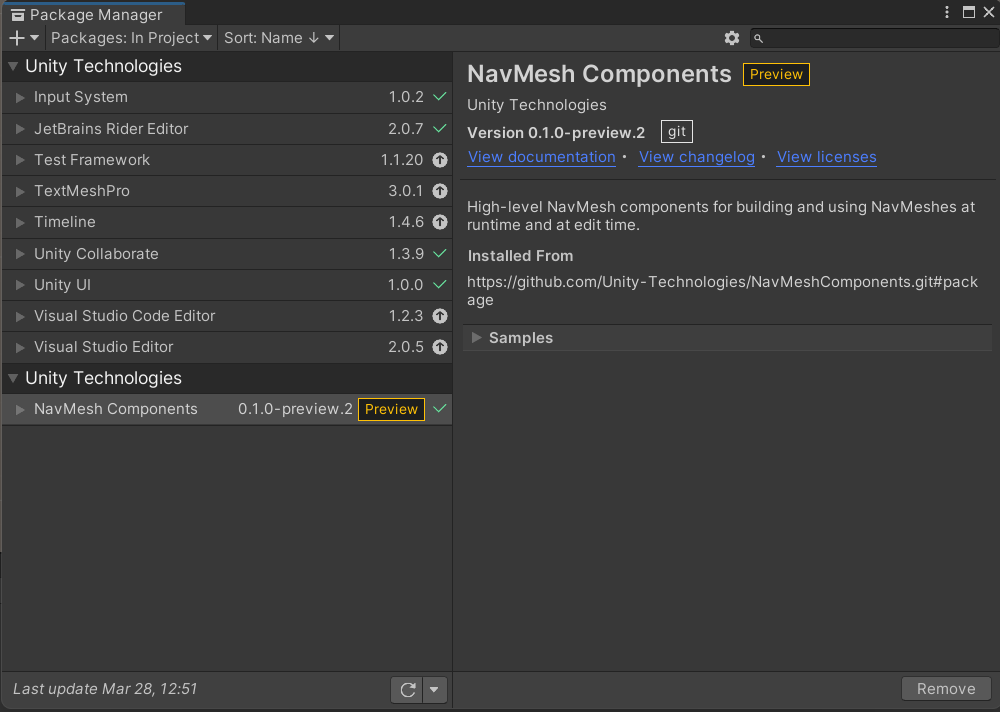 Package Manager
Packages: In Project
Sort: Name ↓
Unity Technologies
Input System 1.0.2
JetBrains Rider Editor 2.0.7
Test Framework 1.1.20
TextMeshPro 3.0.1
Timeline 1.4.6
Unity Collaborate 1.3.9
Unity UI 1.0.0
Visual Studio Code Editor 1.2.3
Visual Studio Editor 2.0.5
Unity Technologies
NavMesh Components 0.1.0-preview.2 Preview
Last update Mar 28, 12:51
NavMesh Components Preview
Unity Technologies
Version 0.1.0-preview.2 git
View documentation • View changelog • View licenses
High-level NavMesh components for building and using NavMeshes at
runtime and at edit time.
Installed From
https://github.com/Unity-Technologies/NavMeshComponents.git#pack
age
Samples
Remove